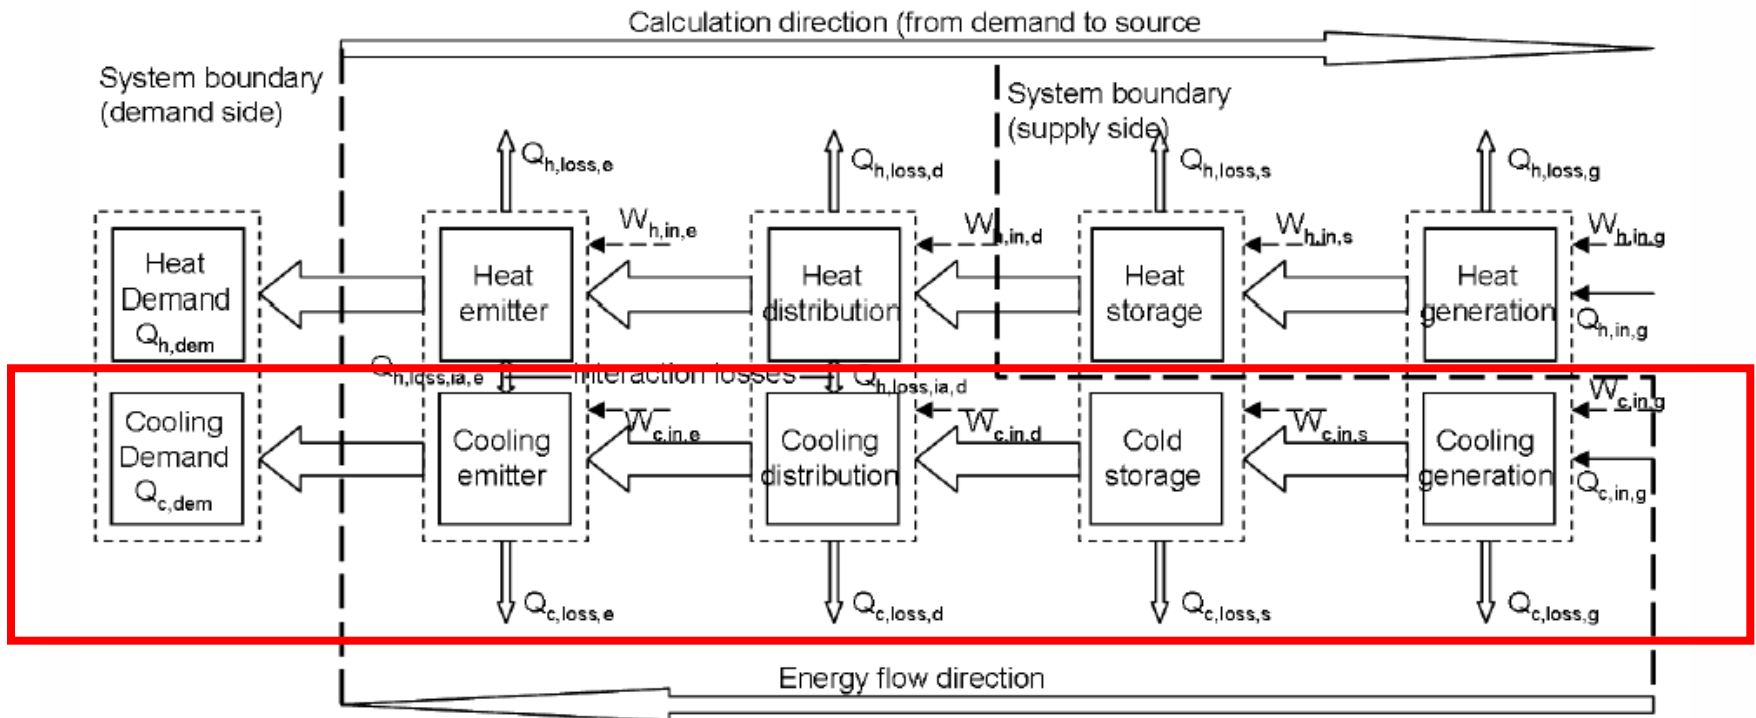 Calculation direction (from demand to source
System boundary
(demand side)
System boundary
(supply side)
Qh,loss,e
Qh,loss,d
Qh,loss,s
Qh,loss,g
Wh,in,e
Wh,in,d
Wh,in,s
Wh,in,g
Heat
Demand
Qh,dem
Heat
emitter
Heat
distribution
Heat
storage
Heat
generation
Qh,in,g
Qh,loss,ia,e
Interaction losses
Qh,loss,ia,d
Wc,in,e
Wc,in,d
Wc,in,s
Wc,in,g
Cooling
Demand
Qc,dem
Cooling
emitter
Cooling
distribution
Cold
storage
Cooling
generation
Qc,in,g
Qc,loss,e
Qc,loss,d
Qc,loss,s
Qc,loss,g
Energy flow direction